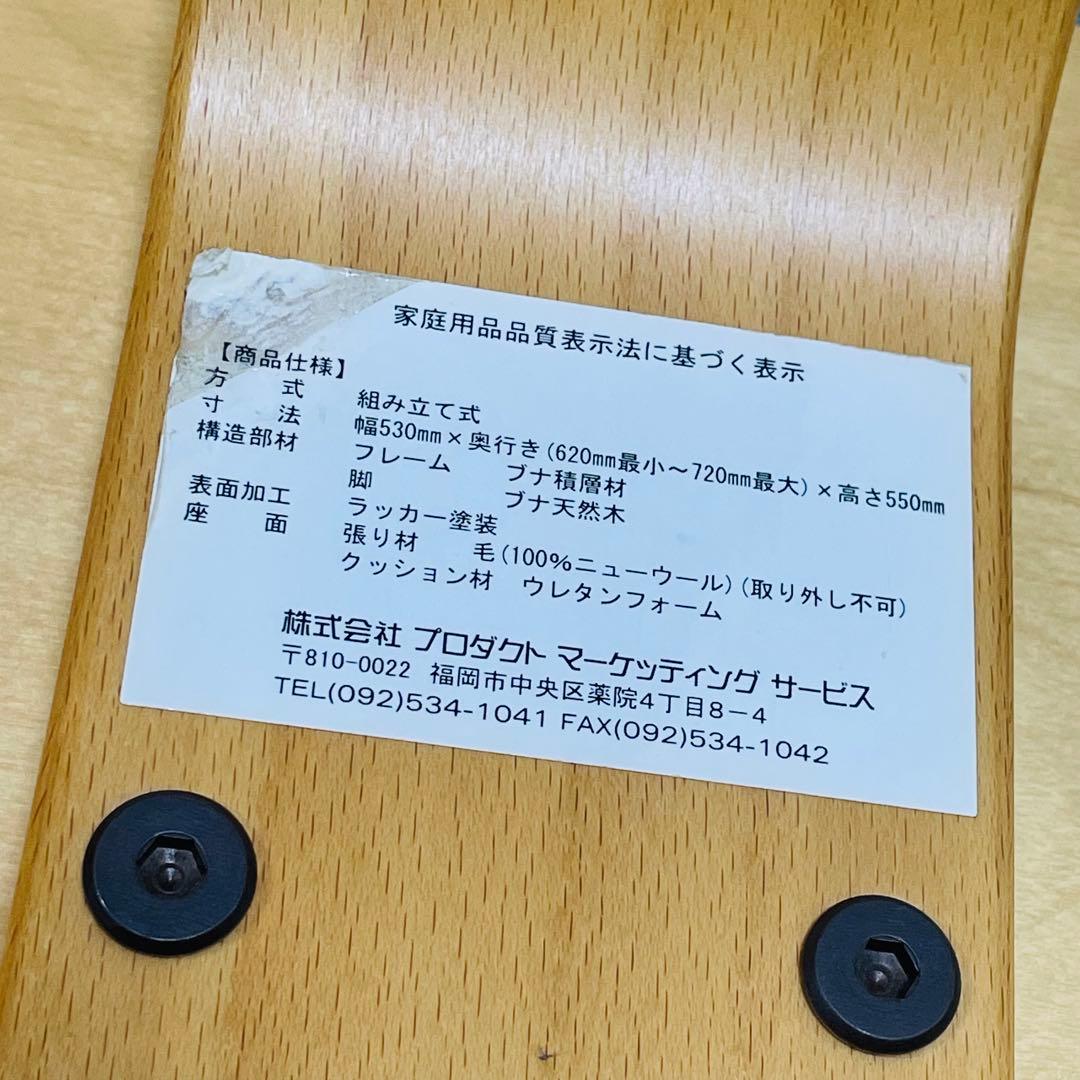 家庭用品品質表示法に基づく表示
【商品仕様】
方　式　組み立て式
寸　法　幅530mm×奥行き(620mm最小～720mm最大)×高さ550mm
構造部材　フレーム　ブナ積層材
脚　ブナ天然木
表面加工　ラッカー塗装
座　面　張り材　毛(100%ニューウール)(取り外し不可)
クッション材　ウレタンフォーム
株式会社 プロダクト マーケッティング サービス
〒810-0022 福岡市中央区薬院4丁目8－4
TEL(092)534-1041 FAX(092)534-1042